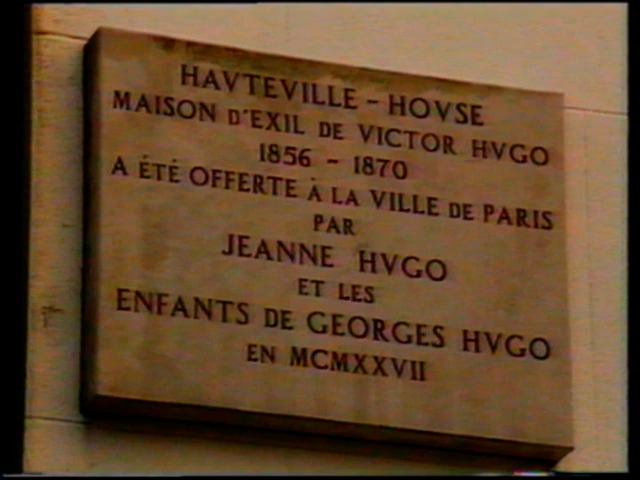 HAVTEVILLE - HOVSE
MAISON D'EXIL DE VICTOR HVGO
1856 - 1870
A ÉTÉ OFFERTE À LA VILLE DE PARIS
PAR
JEANNE HVGO
ET LES
ENFANTS DE GEORGES HVGO
EN MCMXXVII